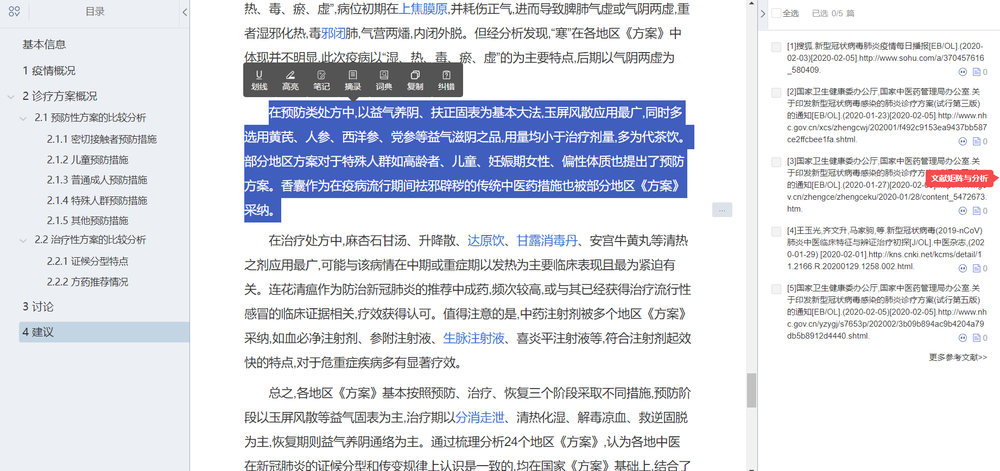 目录
基本信息
1 疫情概况
2 诊疗方案概况
2.1 预防性方案的比较分析
2.1.1 密切接触者预防措施
2.1.2 儿童预防措施
2.1.3 普通成人预防措施
2.1.4 特殊人群预防措施
2.1.5 其他预防措施
2.2 治疗性方案的比较分析
2.2.1 证候分型特点
2.2.2 方药推荐情况
3 讨论
4 建议
热、毒、瘀、虚”,病位初期在上焦膜原,并耗伤正气,进而导致脾肺气虚或气阴两虚,重
者湿邪化热,毒邪闭肺,气营两燔,内闭外脱。但经分析发现,“寒”在各地区《方案》中
体现并不明显,此次疫病以“湿、热、毒、瘀、虚”的为主要特点,后期以气阴两虚为
划线 高亮 笔记 摘录 词典 复制 纠错
在预防类处方中,以益气养阴、扶正固表为基本大法,玉屏风散应用最广,同时多
选用黄芪、人参、西洋参、党参等益气滋阴之品,用量均小于治疗剂量,多为代茶饮。
部分地区方案对于特殊人群如高龄者、儿童、妊娠期女性、偏性体质也提出了预防
方案。香囊作为在疫病流行期间祛邪辟秽的传统中医药措施也被部分地区《方案》
采纳。
...
在治疗处方中,麻杏石甘汤、升降散、达原饮、甘露消毒丹、安宫牛黄丸等清热
之剂应用最广,可能与该病情在中期或重症期以发热为主要临床表现且最为紧迫有
关。连花清瘟作为防治新冠肺炎的推荐中成药,频次较高,或与其已经获得治疗流行性
感冒的临床证据相关,疗效获得认可。值得注意的是,中药注射剂被多个地区《方案》
采纳,如血必净注射剂、参附注射液、生脉注射液、喜炎平注射液等,符合注射剂起效
快的特点,对于危重症疾病多有显著疗效。
总之,各地区《方案》基本按照预防、治疗、恢复三个阶段采取不同措施,预防阶
段以玉屏风散等益气固表为主,治疗期以分消走泄、清热化湿、解毒凉血、救逆固脱
为主,恢复期则益气养阴通络为主。通过梳理分析24个地区《方案》,认为各地中医
在新冠肺炎的证候分型和传变规律上认识是一致的,均在国家《方案》基础上,结合了
全选 已选 0/5 篇
[1]搜狐.新型冠状病毒肺炎疫情每日播报[EB/OL].(2020-
02-03)[2020-02-05].http://www.sohu.com/a/370457616
_580409.
0
[2]国家卫生健康委办公厅,国家中医药管理局办公室.关
于印发新型冠状病毒感染的肺炎诊疗方案(试行第三版)
的通知[EB/OL].(2020-01-23)[2020-02-05].http://www.nh
c.gov.cn/xcs/zhengcwj/202001/f492c9153ea9437bb587
ce2ffcbee1fa.shtml.
0
[3]国家卫生健康委办公厅,国家中医药管理局办公室.关
于印发新型冠状病毒感染的肺炎诊疗方
文献矩阵与分析
的通知[EB/OL].(2020-01-27)[2020-02-
v.cn/zhengce/zhengceku/2020-01/28/content_5472673.
htm.
0
[4]王玉光,齐文升,马家驹,等.新型冠状病毒(2019-nCoV)
肺炎中医临床特征与辨证治疗初探[J/OL].中医杂志,(202
0-01-29) [2020-02-01].http://kns.cnki.net/kcms/detail/1
1.2166.R.20200129.1258.002.html.
0
[5]国家卫生健康委办公厅,国家中医药管理局办公室.关
于印发新型冠状病毒感染的肺炎诊疗方案(试行第五版)
的通知[EB/OL].(2020-02-05)[2020-02-05].http://www.nh
c.gov.cn/yzygj/s7653p/202002/3b09b894ac9b4204a79
db5b8912d4440.shtml.
0
更多参考文献>>